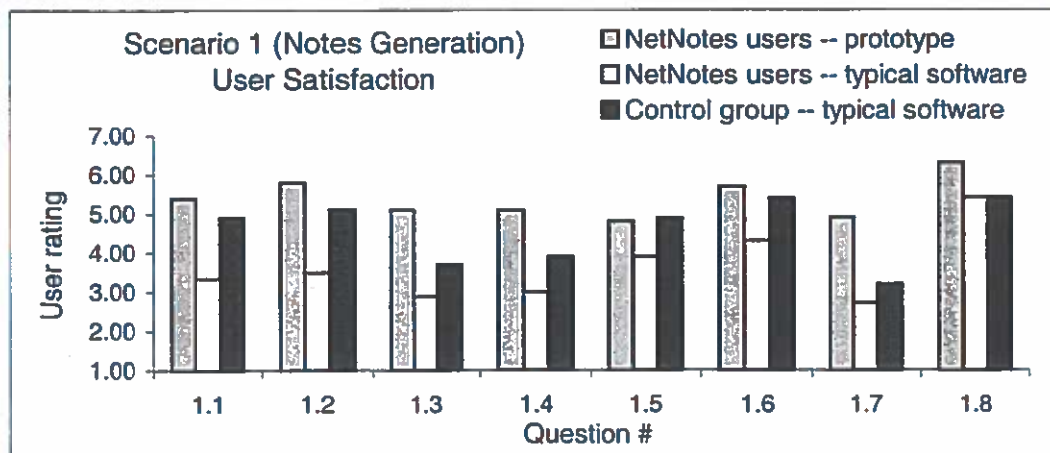 Scenario 1 (Notes Generation)
User Satisfaction
NetNotes users -- prototype
NetNotes users -- typical software
Control group -- typical software
User rating
7.00
6.00
5.00
4.00
3.00
2.00
1.00
1.1 1.2 1.3 1.4 1.5 1.6 1.7 1.8
Question #